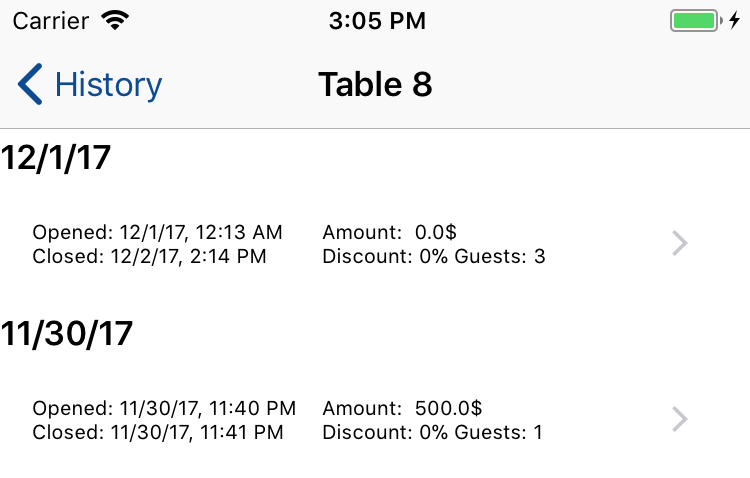 Carrier 3:05 PM
History Table 8
12/1/17
Opened: 12/1/17, 12:13 AM Amount:  0.0$
Closed: 12/2/17, 2:14 PM Discount: 0% Guests: 3
11/30/17
Opened: 11/30/17, 11:40 PM Amount:  500.0$
Closed: 11/30/17, 11:41 PM Discount: 0% Guests: 1